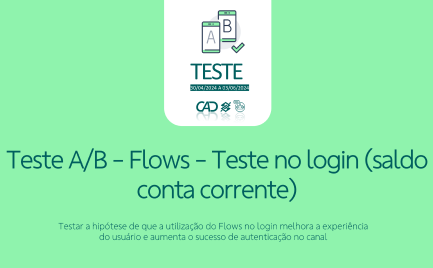 A
B
TESTE
30/04/2024 A 03/06/2024
CAD
Teste A/B - Flows - Teste no login (saldo
conta corrente)
Testar a hipótese de que a utilização do Flows no login melhora a experiência
do usuário e aumenta o sucesso de autenticação no canal